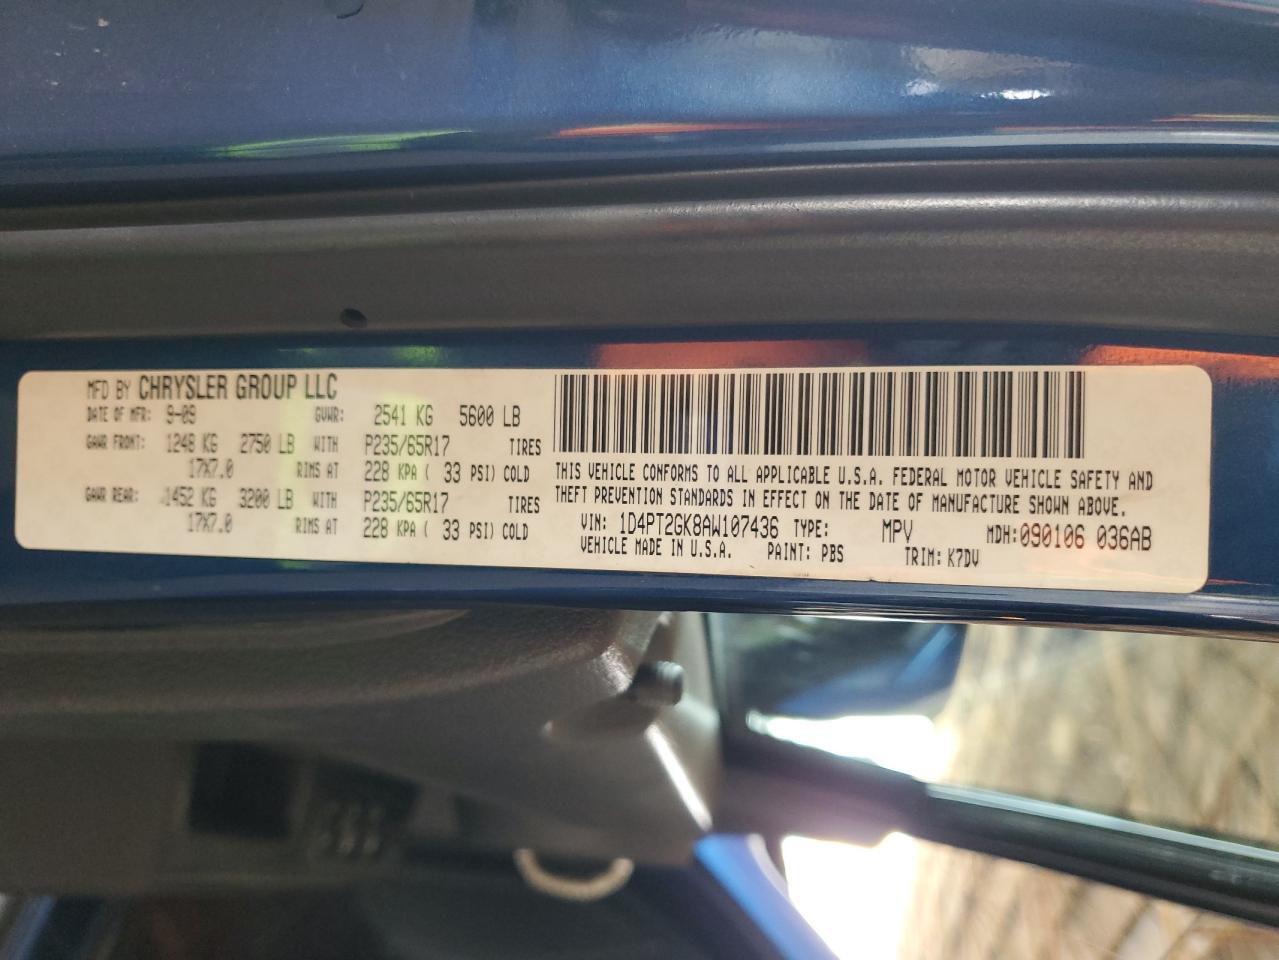 MFD BY CHRYSLER GROUP LLC
DATE OF MFR: 9-09 GVWR: 2541 KG 5600 LB
GAWR FRONT: 1248 KG 2750 LB WITH P235/65R17 TIRES
17X7.0 RIMS AT 228 KPA ( 33 PSI) COLD
GAWR REAR: 1452 KG 3200 LB WITH P235/65R17 TIRES
17X7.0 RIMS AT 228 KPA ( 33 PSI) COLD
THIS VEHICLE CONFORMS TO ALL APPLICABLE U.S.A. FEDERAL MOTOR VEHICLE SAFETY AND
THEFT PREVENTION STANDARDS IN EFFECT ON THE DATE OF MANUFACTURE SHOWN ABOVE.
VIN: 1D4PT2GK8AW107436 TYPE: MPV MDH: 090106 036AB
VEHICLE MADE IN U.S.A. PAINT: PBS TRIM: K7DV